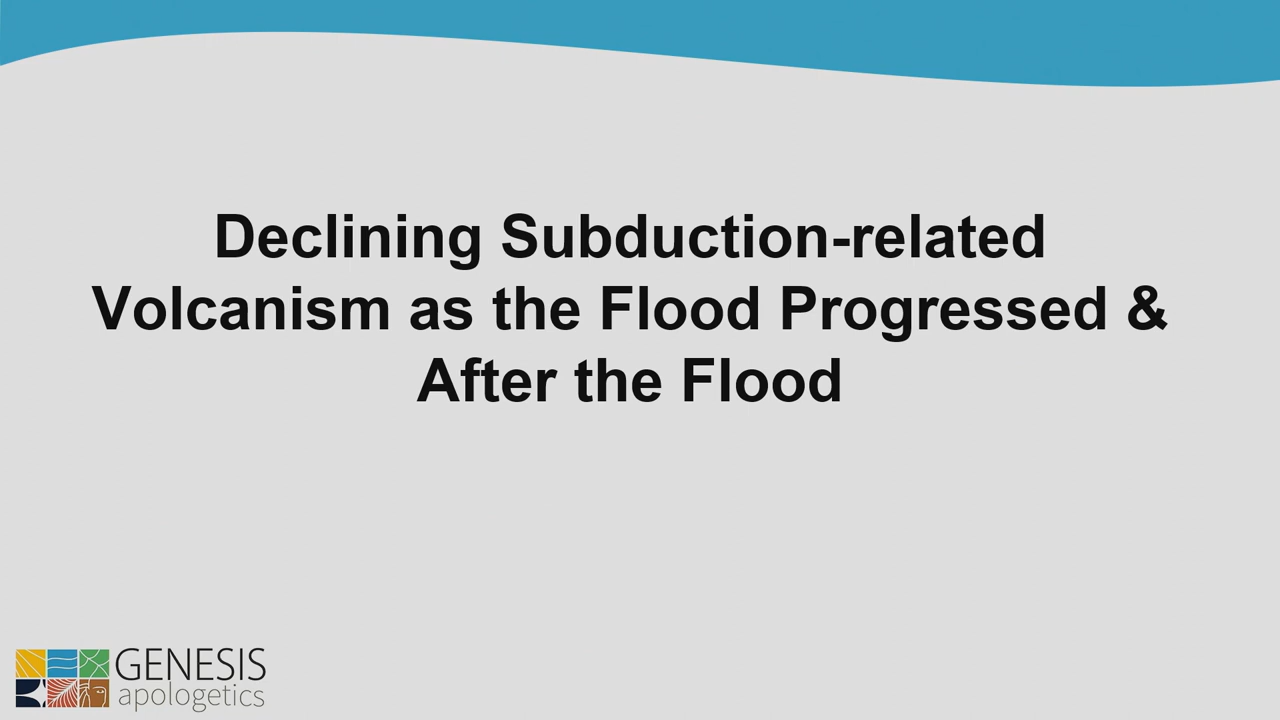 Declining Subduction-related
Volcanism as the Flood Progressed &
After the Flood
GENESIS
apologetics